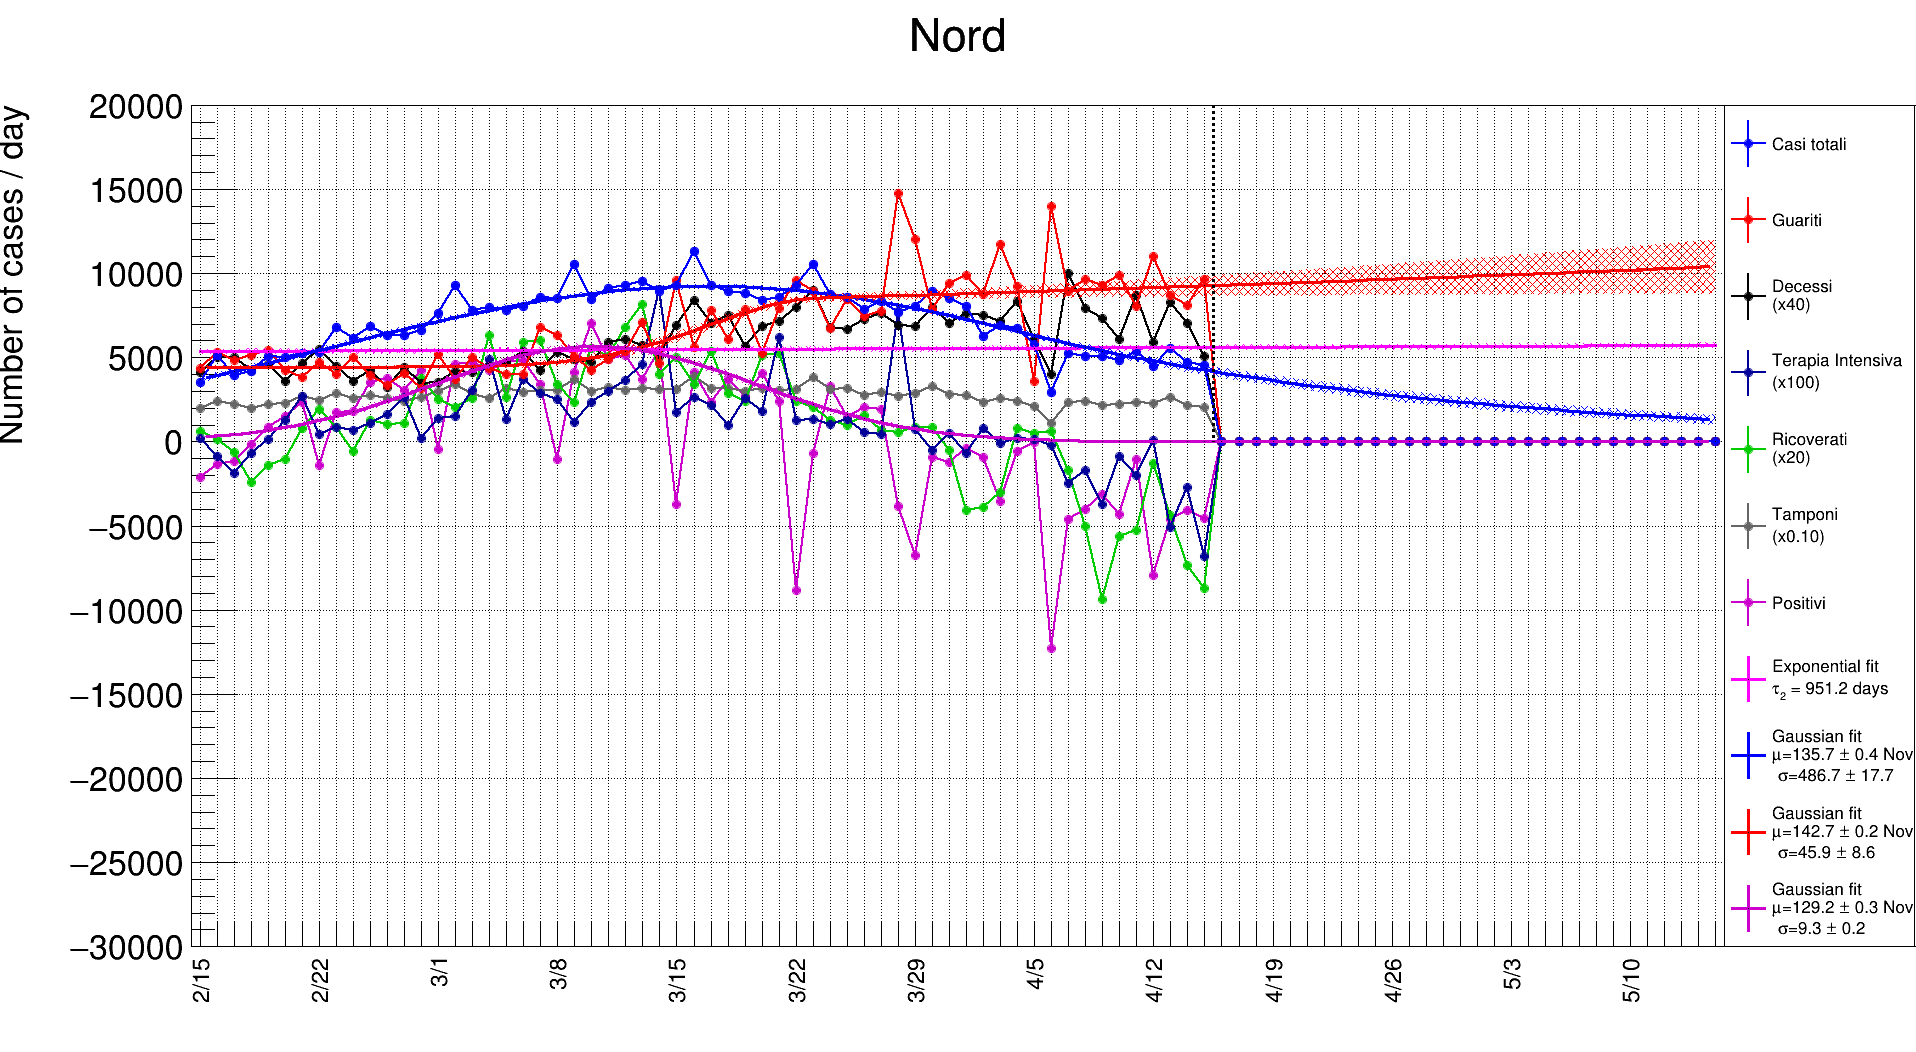 Nord
Number of cases / day
20000
15000
10000
5000
0
−5000
−10000
−15000
−20000
−25000
−30000
2/15
2/22
3/1
3/8
3/15
3/22
3/29
4/5
4/12
4/19
4/26
5/3
5/10
Casi totali
Guariti
Decessi
(x40)
Terapia Intensiva
(x100)
Ricoverati
(x20)
Tamponi
(x0.10)
Positivi
Exponential fit
τ2 = 951.2 days
Gaussian fit
μ=135.7 ± 0.4 Nov
σ=486.7 ± 17.7
Gaussian fit
μ=142.7 ± 0.2 Nov
σ=45.9 ± 8.6
Gaussian fit
μ=129.2 ± 0.3 Nov
σ=9.3 ± 0.2